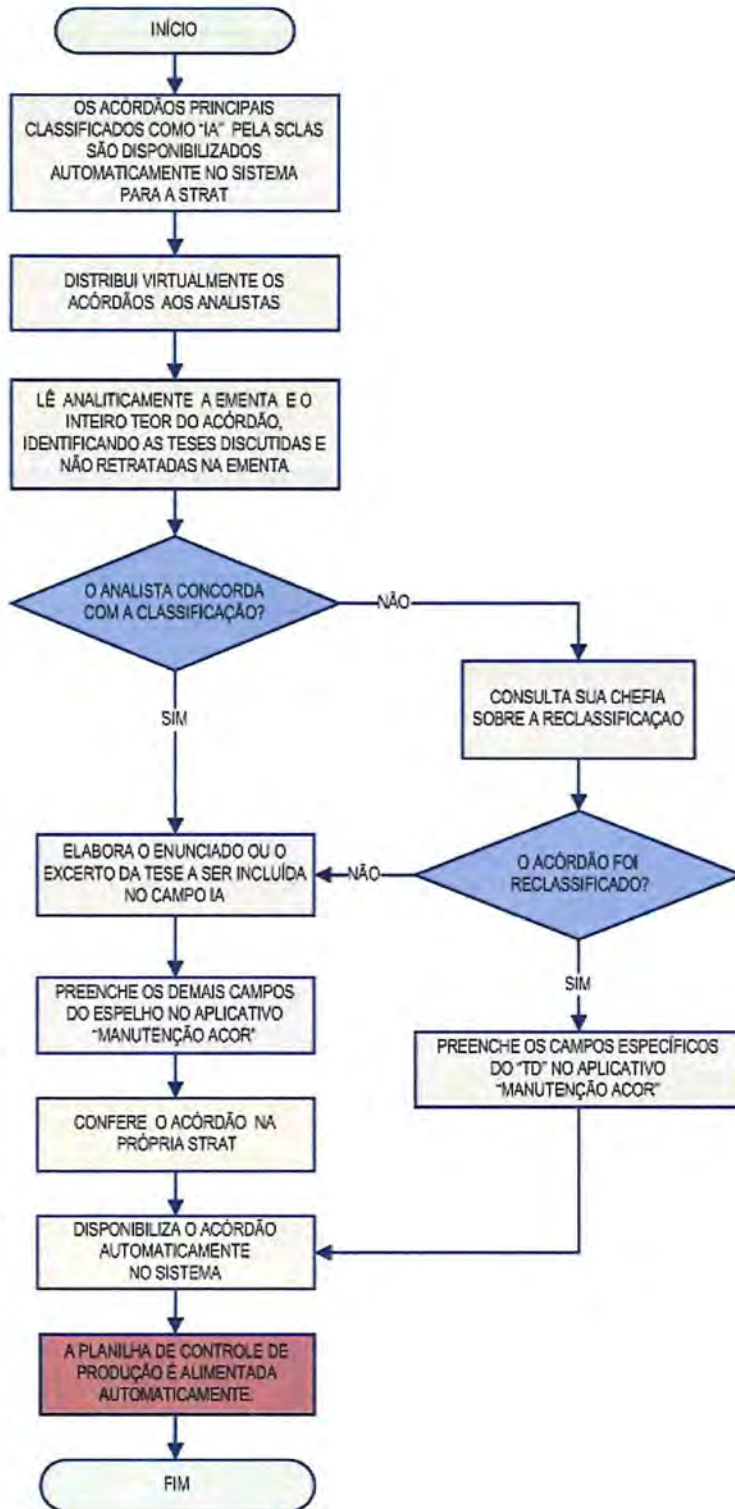 INÍCIO
OS ACÓRDÃOS PRINCIPAIS
CLASSIFICADOS COMO "IA" PELA SCLAS
SÃO DISPONIBILIZADOS
AUTOMATICAMENTE NO SISTEMA
PARA A STRAT
DISTRIBUI VIRTUALMENTE OS
ACÓRDÃOS AOS ANALISTAS
LÊ ANALITICAMENTE A EMENTA E O
INTEIRO TEOR DO ACÓRDÃO,
IDENTIFICANDO AS TESES DISCUTIDAS E
NÃO RETRATADAS NA EMENTA
O ANALISTA CONCORDA
COM A CLASSIFICAÇÃO?
NÃO
SIM
CONSULTA SUA CHEFIA
SOBRE A RECLASSIFICAÇAO
O ACÓRDÃO FOI
RECLASSIFICADO?
NÃO
SIM
ELABORA O ENUNCIADO OU O
EXCERTO DA TESE A SER INCLUÍDA
NO CAMPO IA
PREENCHE OS DEMAIS CAMPOS
DO ESPELHO NO APLICATIVO
"MANUTENÇÃO ACOR"
PREENCHE OS CAMPOS ESPECÍFICOS
DO "TD" NO APLICATIVO
"MANUTENÇÃO ACOR"
CONFERE O ACÓRDÃO NA
PRÓPRIA STRAT
DISPONIBILIZA O ACÓRDÃO
AUTOMATICAMENTE
NO SISTEMA
A PLANILHA DE CONTROLE DE
PRODUÇÃO É ALIMENTADA
AUTOMATICAMENTE.
FIM